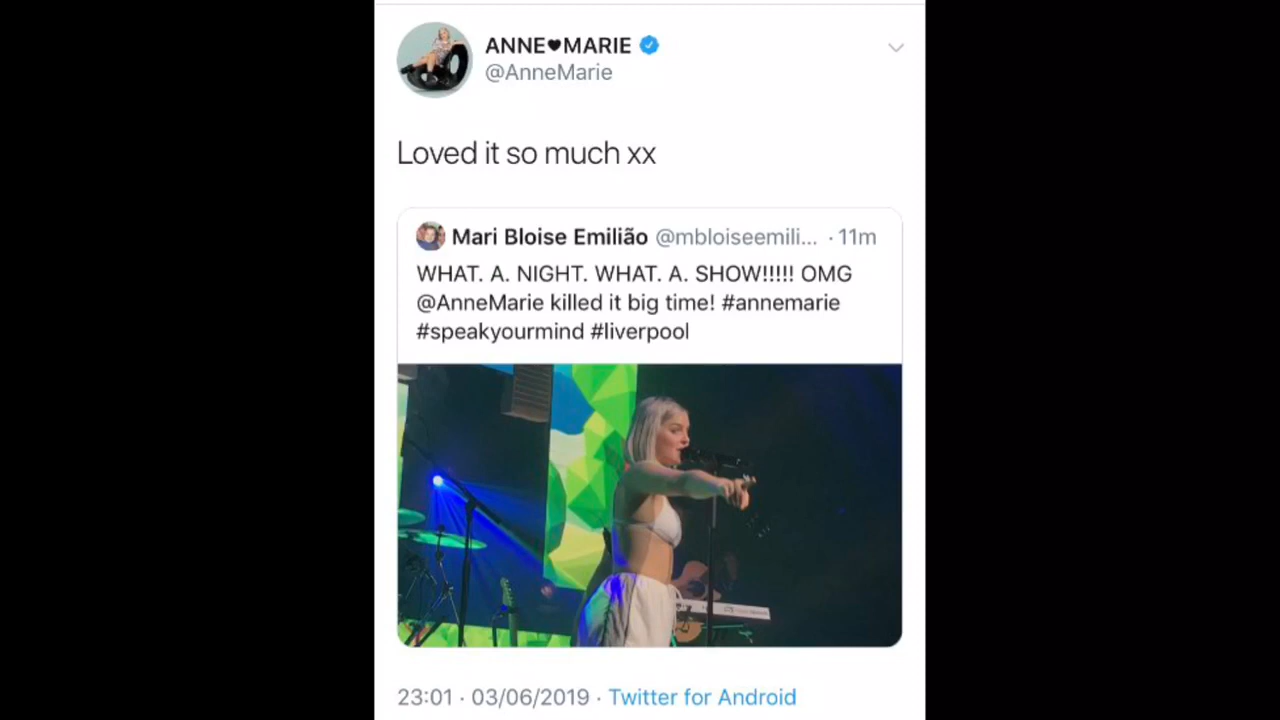 ANNE♥MARIE
@AnneMarie
Loved it so much xx
Mari Bloise Emilião @mbloiseemili... · 11m
WHAT. A. NIGHT. WHAT. A. SHOW!!!!! OMG
@AnneMarie killed it big time! #annemarie
#speakyourmind #liverpool
23:01 · 03/06/2019 · Twitter for Android